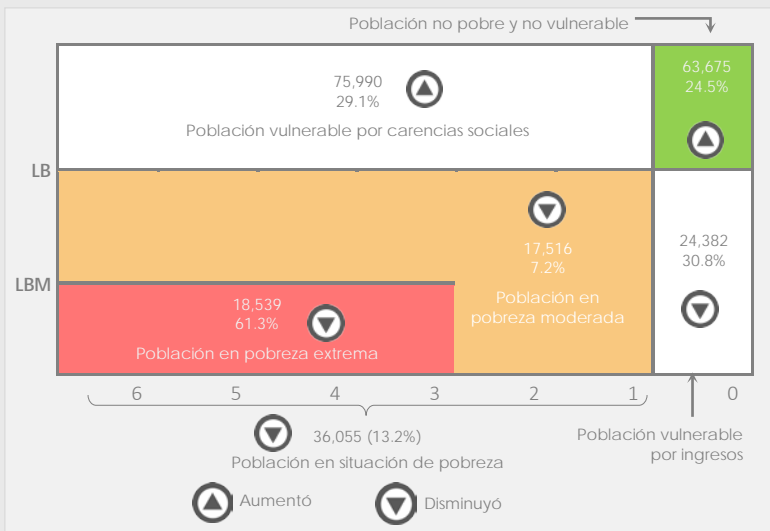 Población no pobre y no vulnerable
75,990
29.1%
Población vulnerable por carencias sociales
63,675
24.5%
LB
17,516
7.2%
Población en
pobreza moderada
24,382
30.8%
LBM
18,539
61.3%
Población en pobreza extrema
6 5 4 3 2 1 0
36,055 (13.2%)
Población en situación de pobreza
Población vulnerable
por ingresos
Aumentó
Disminuyó